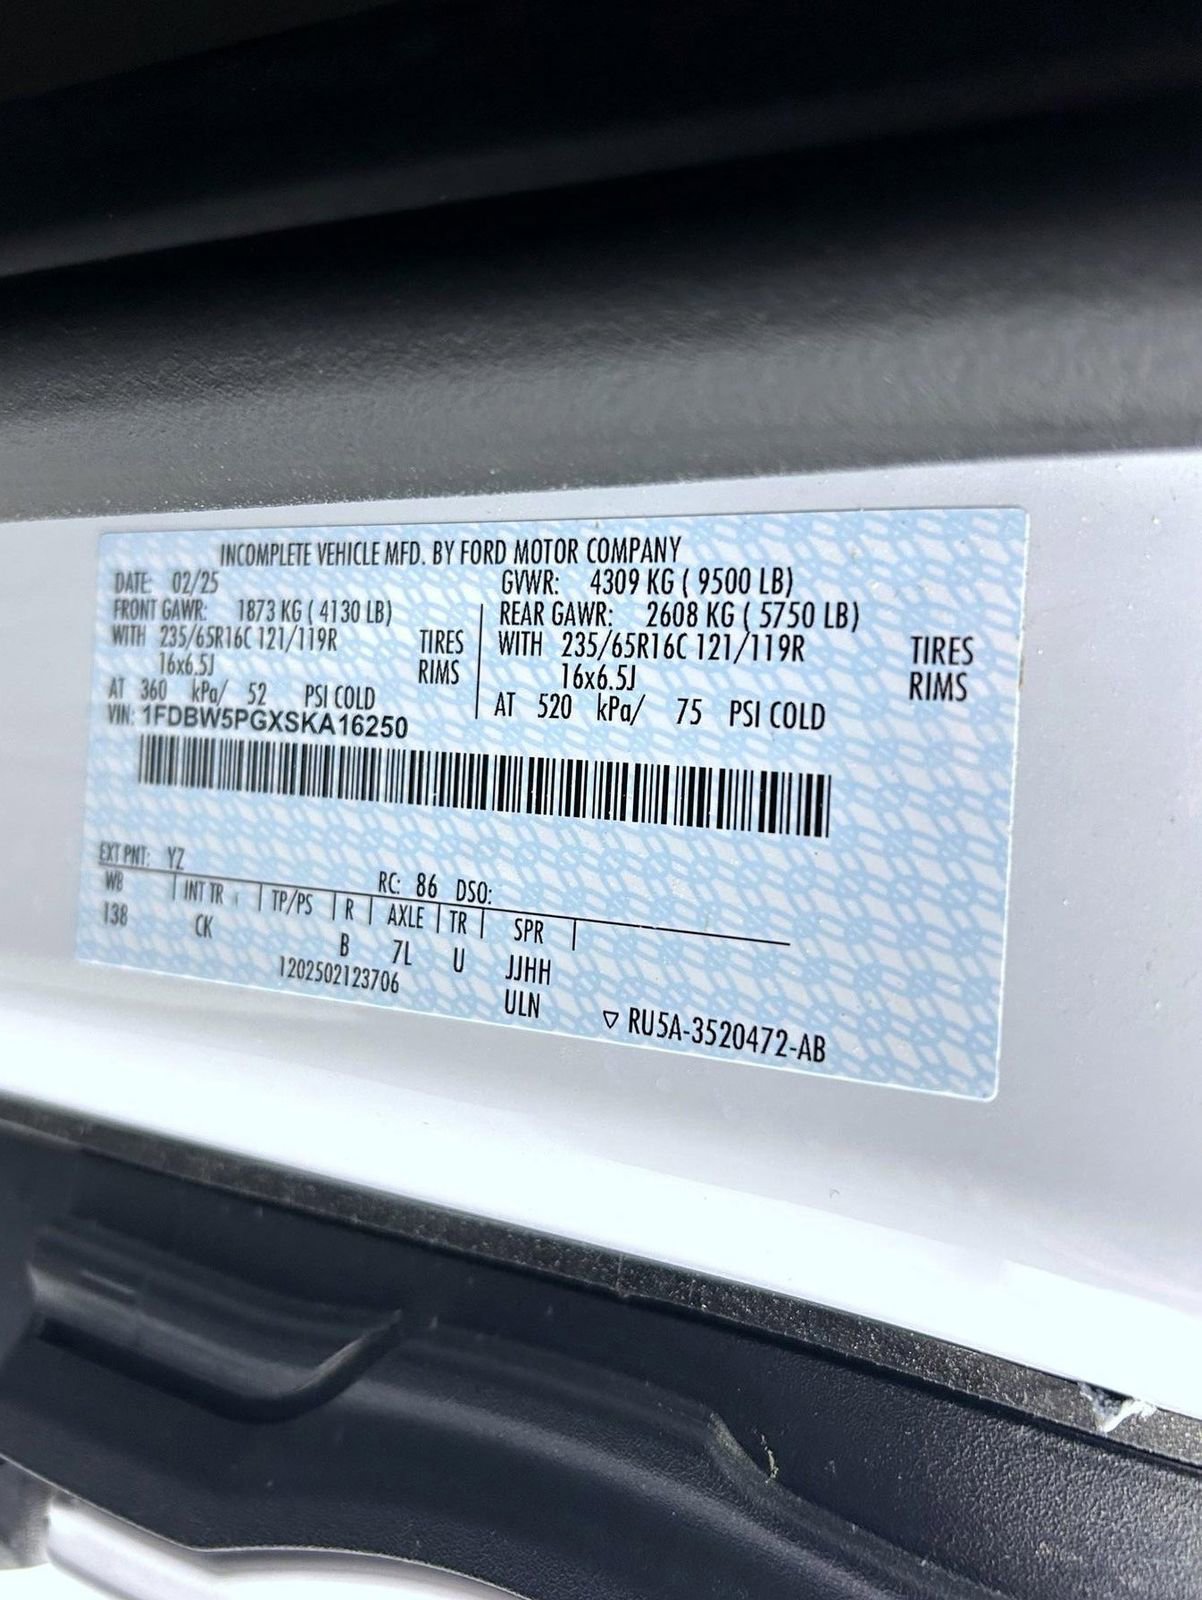 INCOMPLETE VEHICLE MFD. BY FORD MOTOR COMPANY
DATE: 02/25 GVWR: 4309 KG ( 9500 LB)
FRONT GAWR: 1873 KG ( 4130 LB) REAR GAWR: 2608 KG ( 5750 LB)
WITH 235/65R16C 121/119R TIRES WITH 235/65R16C 121/119R TIRES
16x6.5J RIMS 16x6.5J RIMS
AT 360 kPa/ 52 PSI COLD AT 520 kPa/ 75 PSI COLD
VIN: 1FDBW5PGXSKA16250
EXT PNT: YZ RC: 86 DSO:
WB INT TR TP/PS R AXLE TR SPR
138 CK B 7L U JJHH
1202502123706 ULN
▽ RU5A-3520472-AB